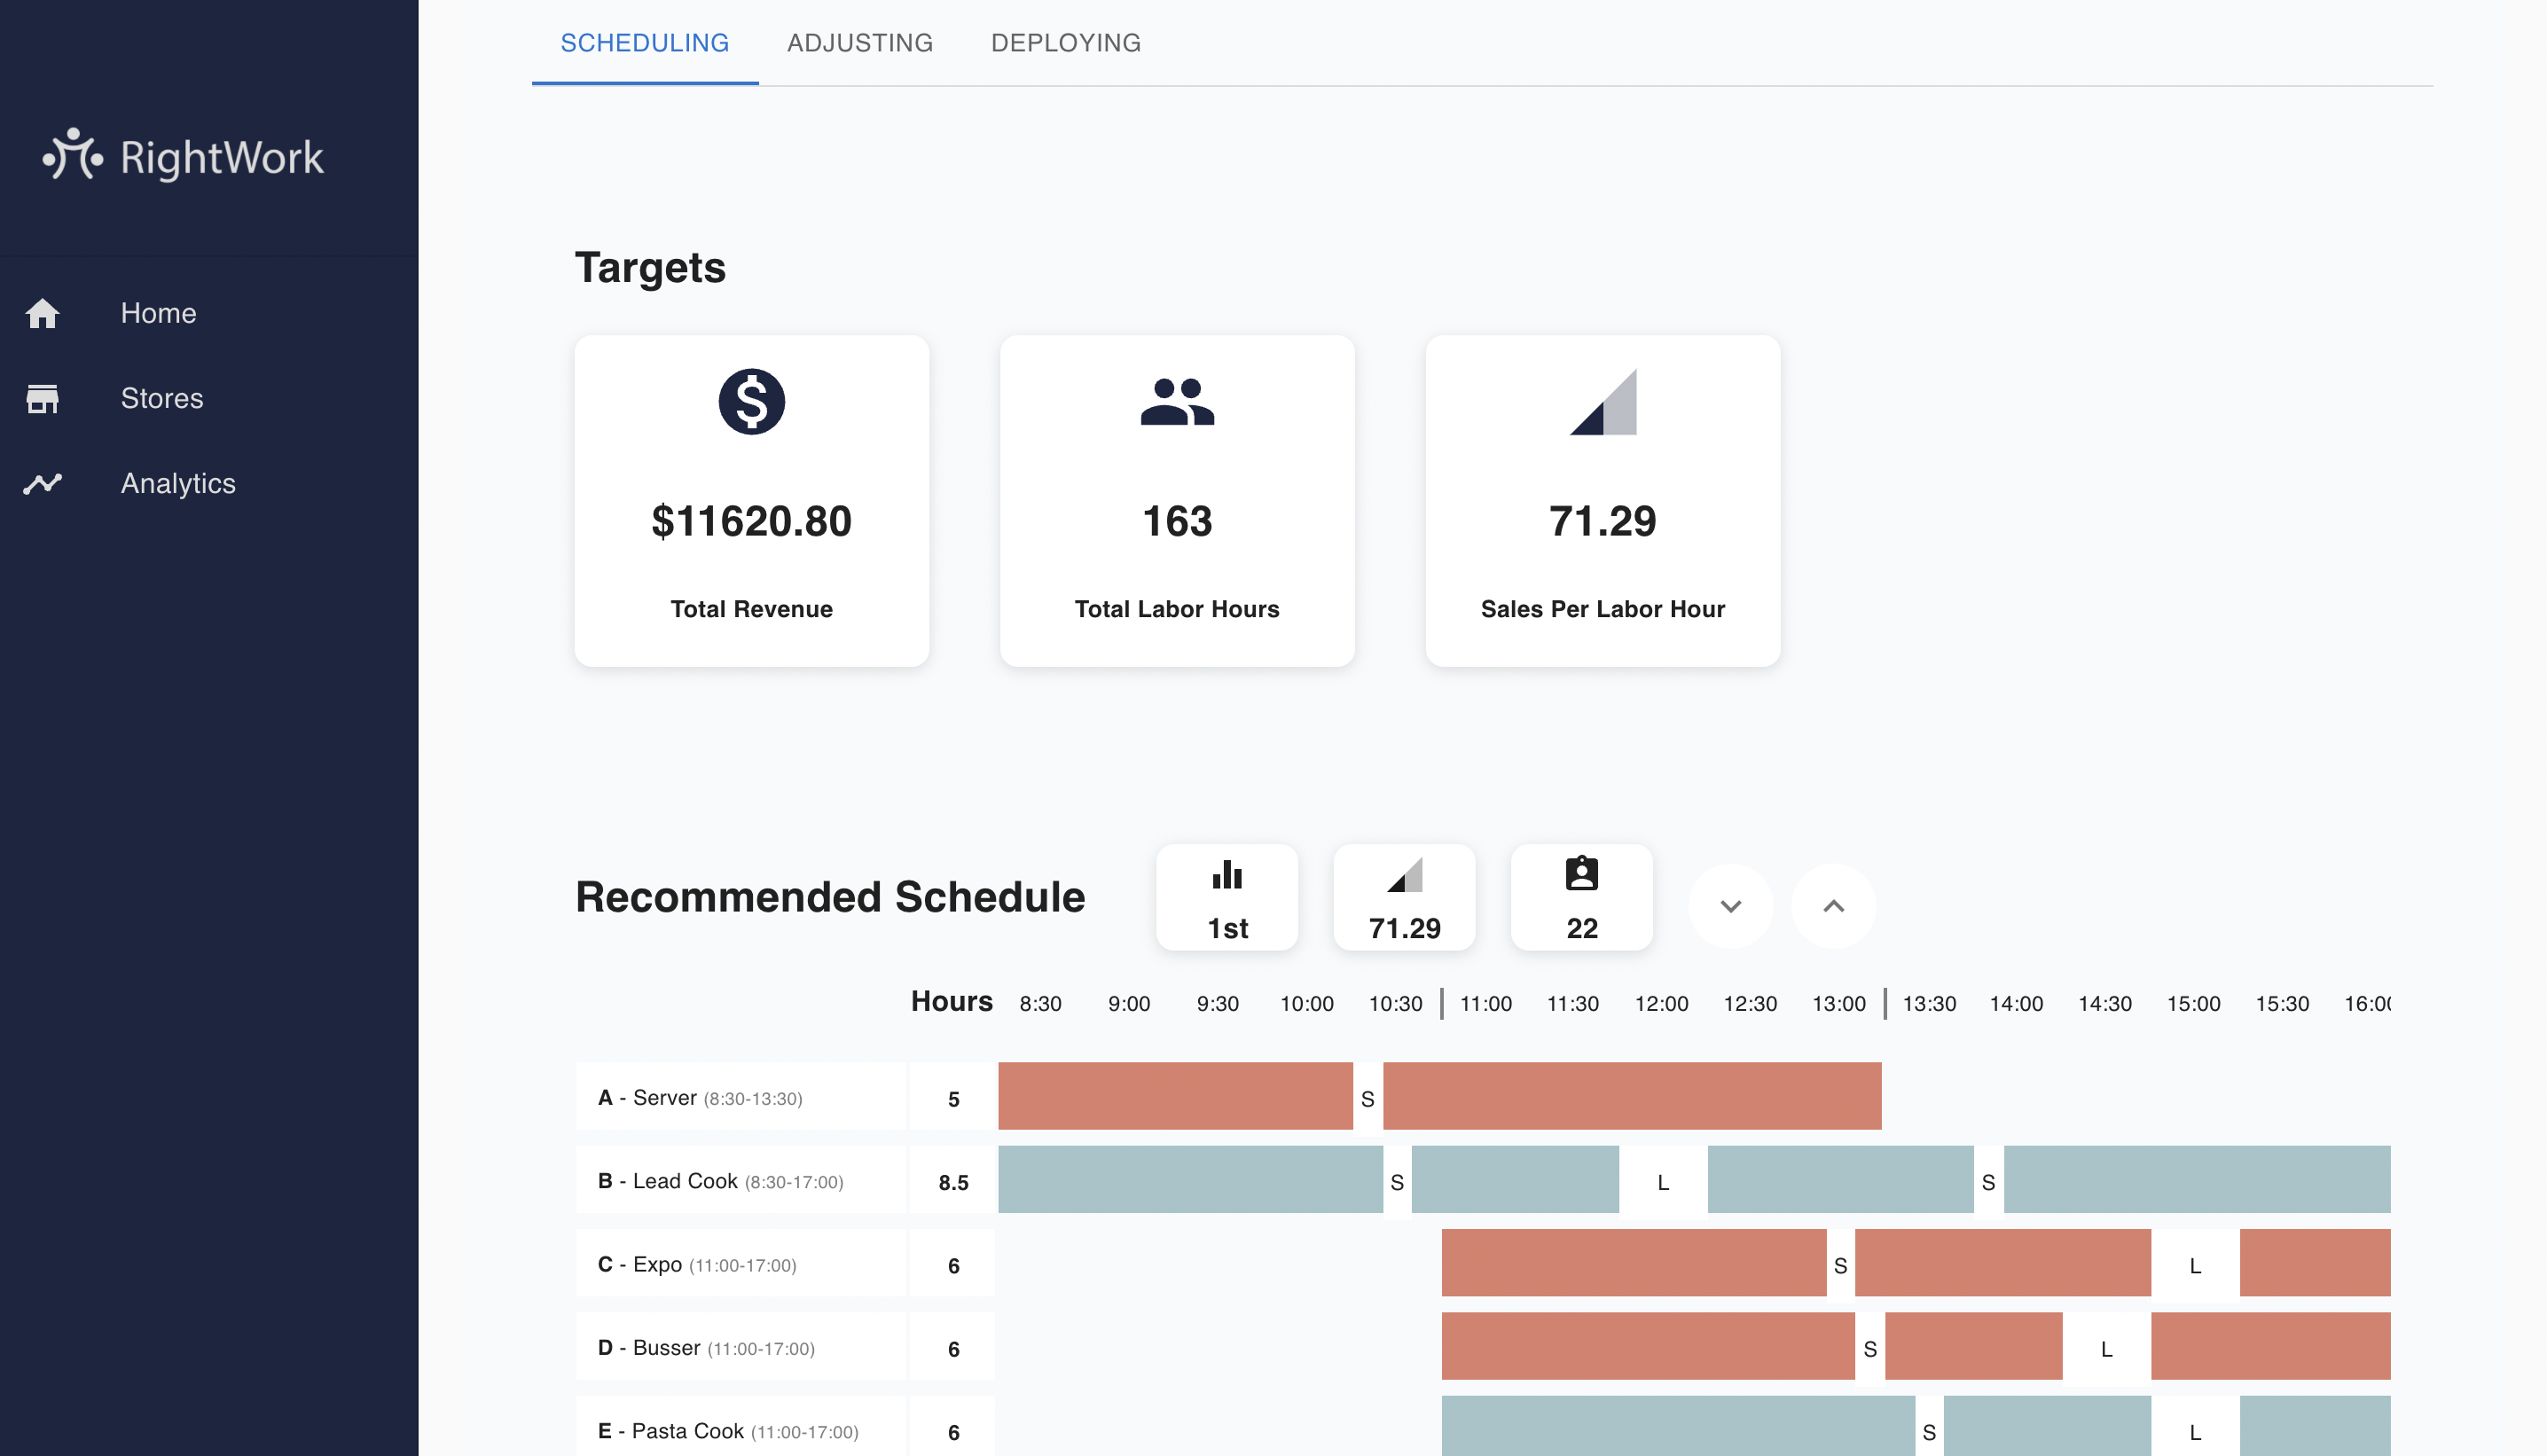 SCHEDULING ADJUSTING DEPLOYING
RightWork
Home
Stores
Analytics
Targets
$11620.80
Total Revenue
163
Total Labor Hours
71.29
Sales Per Labor Hour
Recommended Schedule
1st
71.29
22
Hours 8:30 9:00 9:30 10:00 10:30 11:00 11:30 12:00 12:30 13:00 13:30 14:00 14:30 15:00 15:30 16:00
A - Server (8:30-13:30) 5 S
B - Lead Cook (8:30-17:00) 8.5 S L S
C - Expo (11:00-17:00) 6 S L
D - Busser (11:00-17:00) 6 S L
E - Pasta Cook (11:00-17:00) 6 S L